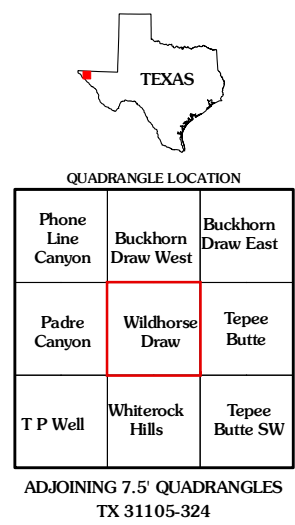 TEXAS
QUADRANGLE LOCATION
Phone
Line
Canyon
Buckhorn
Draw West
Buckhorn
Draw East
Padre
Canyon
Wildhorse
Draw
Tepee
Butte
T P Well
Whiterock
Hills
Tepee
Butte SW
ADJOINING 7.5' QUADRANGLES
TX 31105-324